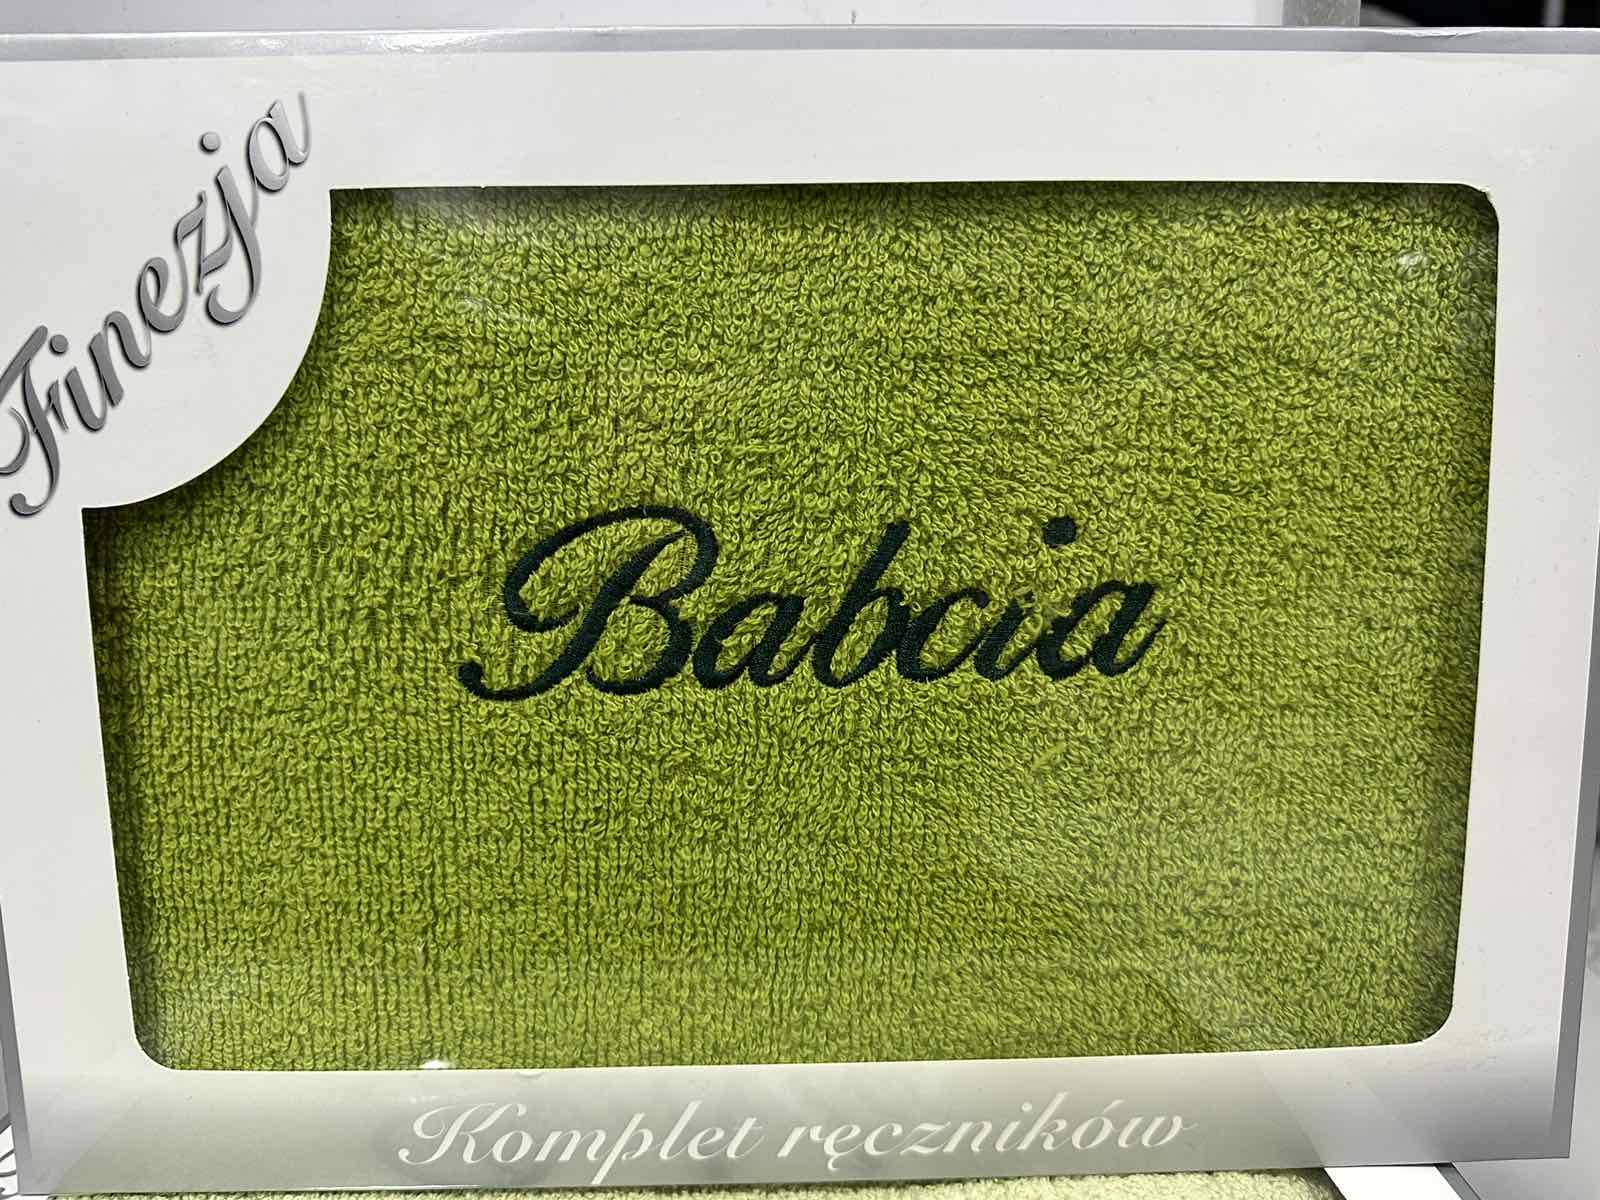 Finezja
Babcia
Komplet ręczników